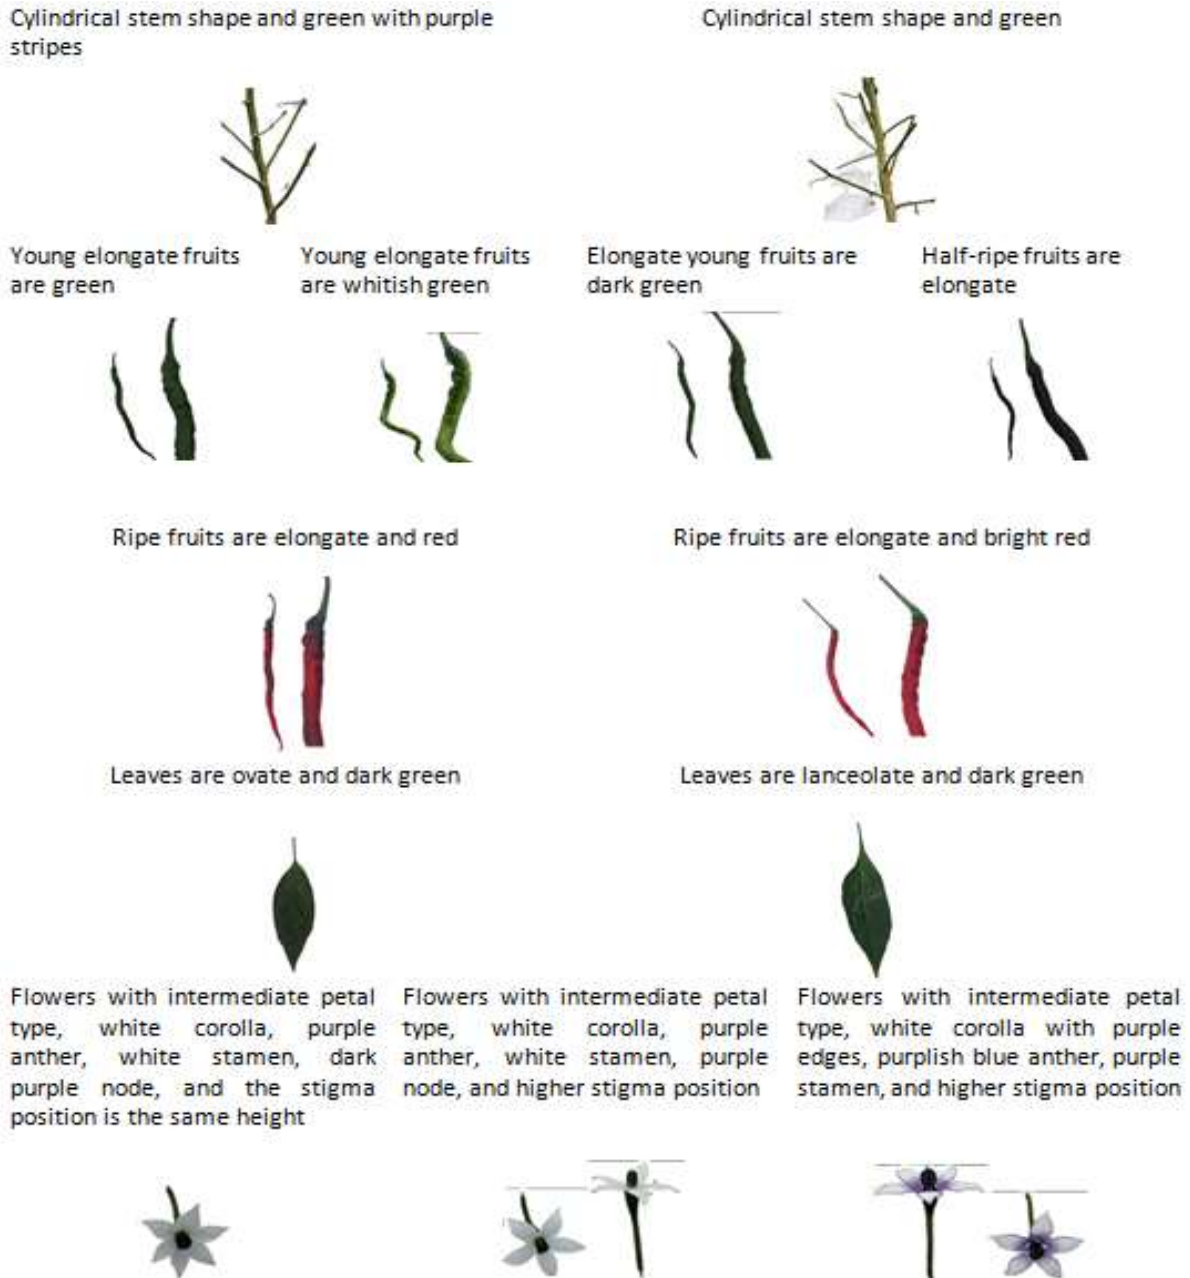 Cylindrical stem shape and green with purple
stripes
Cylindrical stem shape and green
Young elongate fruits
are green
Young elongate fruits
are whitish green
Elongate young fruits are
dark green
Half-ripe fruits are
elongate
Ripe fruits are elongate and red
Ripe fruits are elongate and bright red
Leaves are ovate and dark green
Leaves are lanceolate and dark green
Flowers with intermediate petal
type, white corolla, purple
anther, white stamen, dark
purple node, and the stigma
position is the same height
Flowers with intermediate petal
type, white corolla, purple
anther, white stamen, purple
node, and higher stigma position
Flowers with intermediate petal
type, white corolla with purple
edges, purplish blue anther, purple
stamen, and higher stigma position